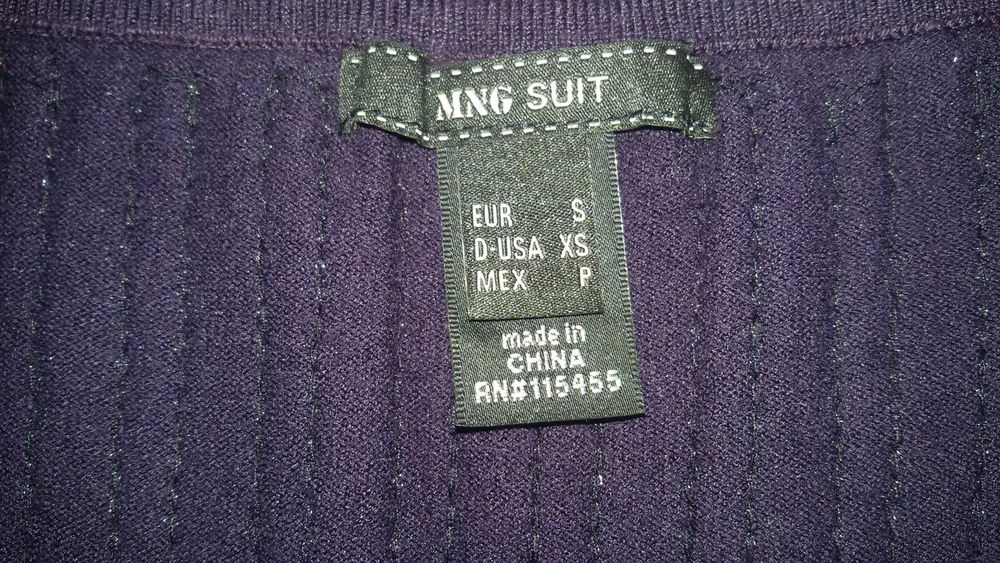 MNG SUIT
EUR S
D-USA XS
MEX P
made in
CHINA
RN#115455